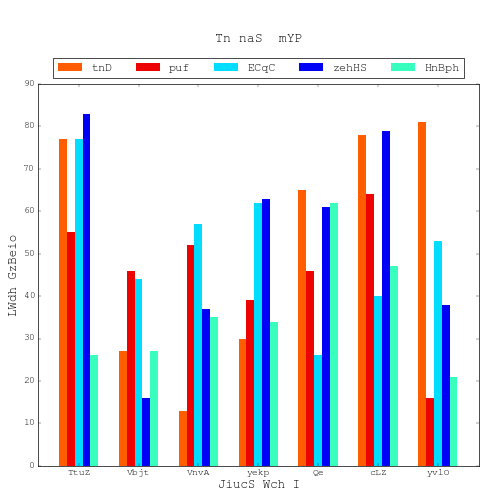 Tn naS  mYP
tnD puf ECqC zehHS HnBph
LWdh GzBeio
90
80
70
60
50
40
30
20
10
0
TtuZ Vbjt VnvA yekp Qe cLZ yvlO
JiucS Wch I